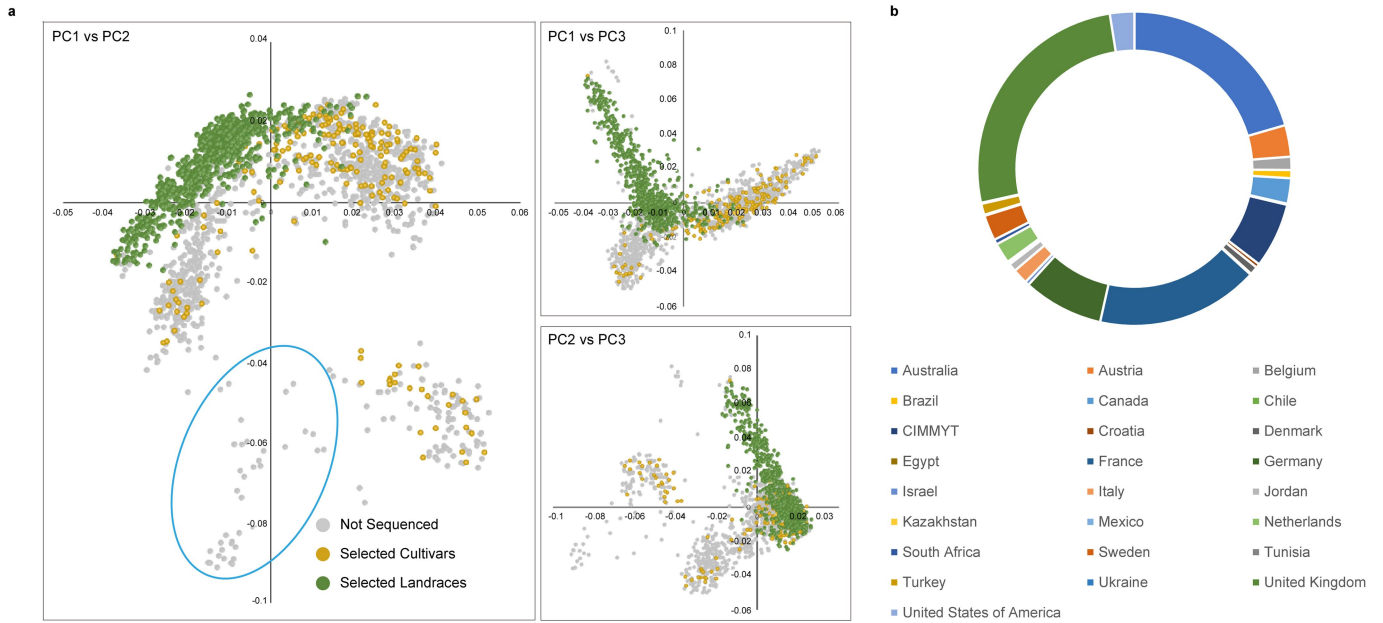 a
b
PC1 vs PC2
0.04
0.02
-0.05 -0.04 -0.03 -0.02 -0.01 0 0.01 0.02 0.03 0.04 0.05 0.06
-0.02
-0.04
-0.06
-0.08
-0.1
Not Sequenced
Selected Cultivars
Selected Landraces
PC1 vs PC3
0.1
0.08
0.06
0.04
0.02
-0.05 -0.04 -0.03 -0.02 -0.01 0 0.01 0.02 0.03 0.04 0.05 0.06
-0.02
-0.04
-0.06
PC2 vs PC3
0.1
0.08
0.06
0.04
0.02
0
-0.1 -0.08 -0.06 -0.04 -0.02 0.02 0.03
-0.02
-0.04
-0.06
Australia Austria Belgium
Brazil Canada Chile
CIMMYT Croatia Denmark
Egypt France Germany
Israel Italy Jordan
Kazakhstan Mexico Netherlands
South Africa Sweden Tunisia
Turkey Ukraine United Kingdom
United States of America